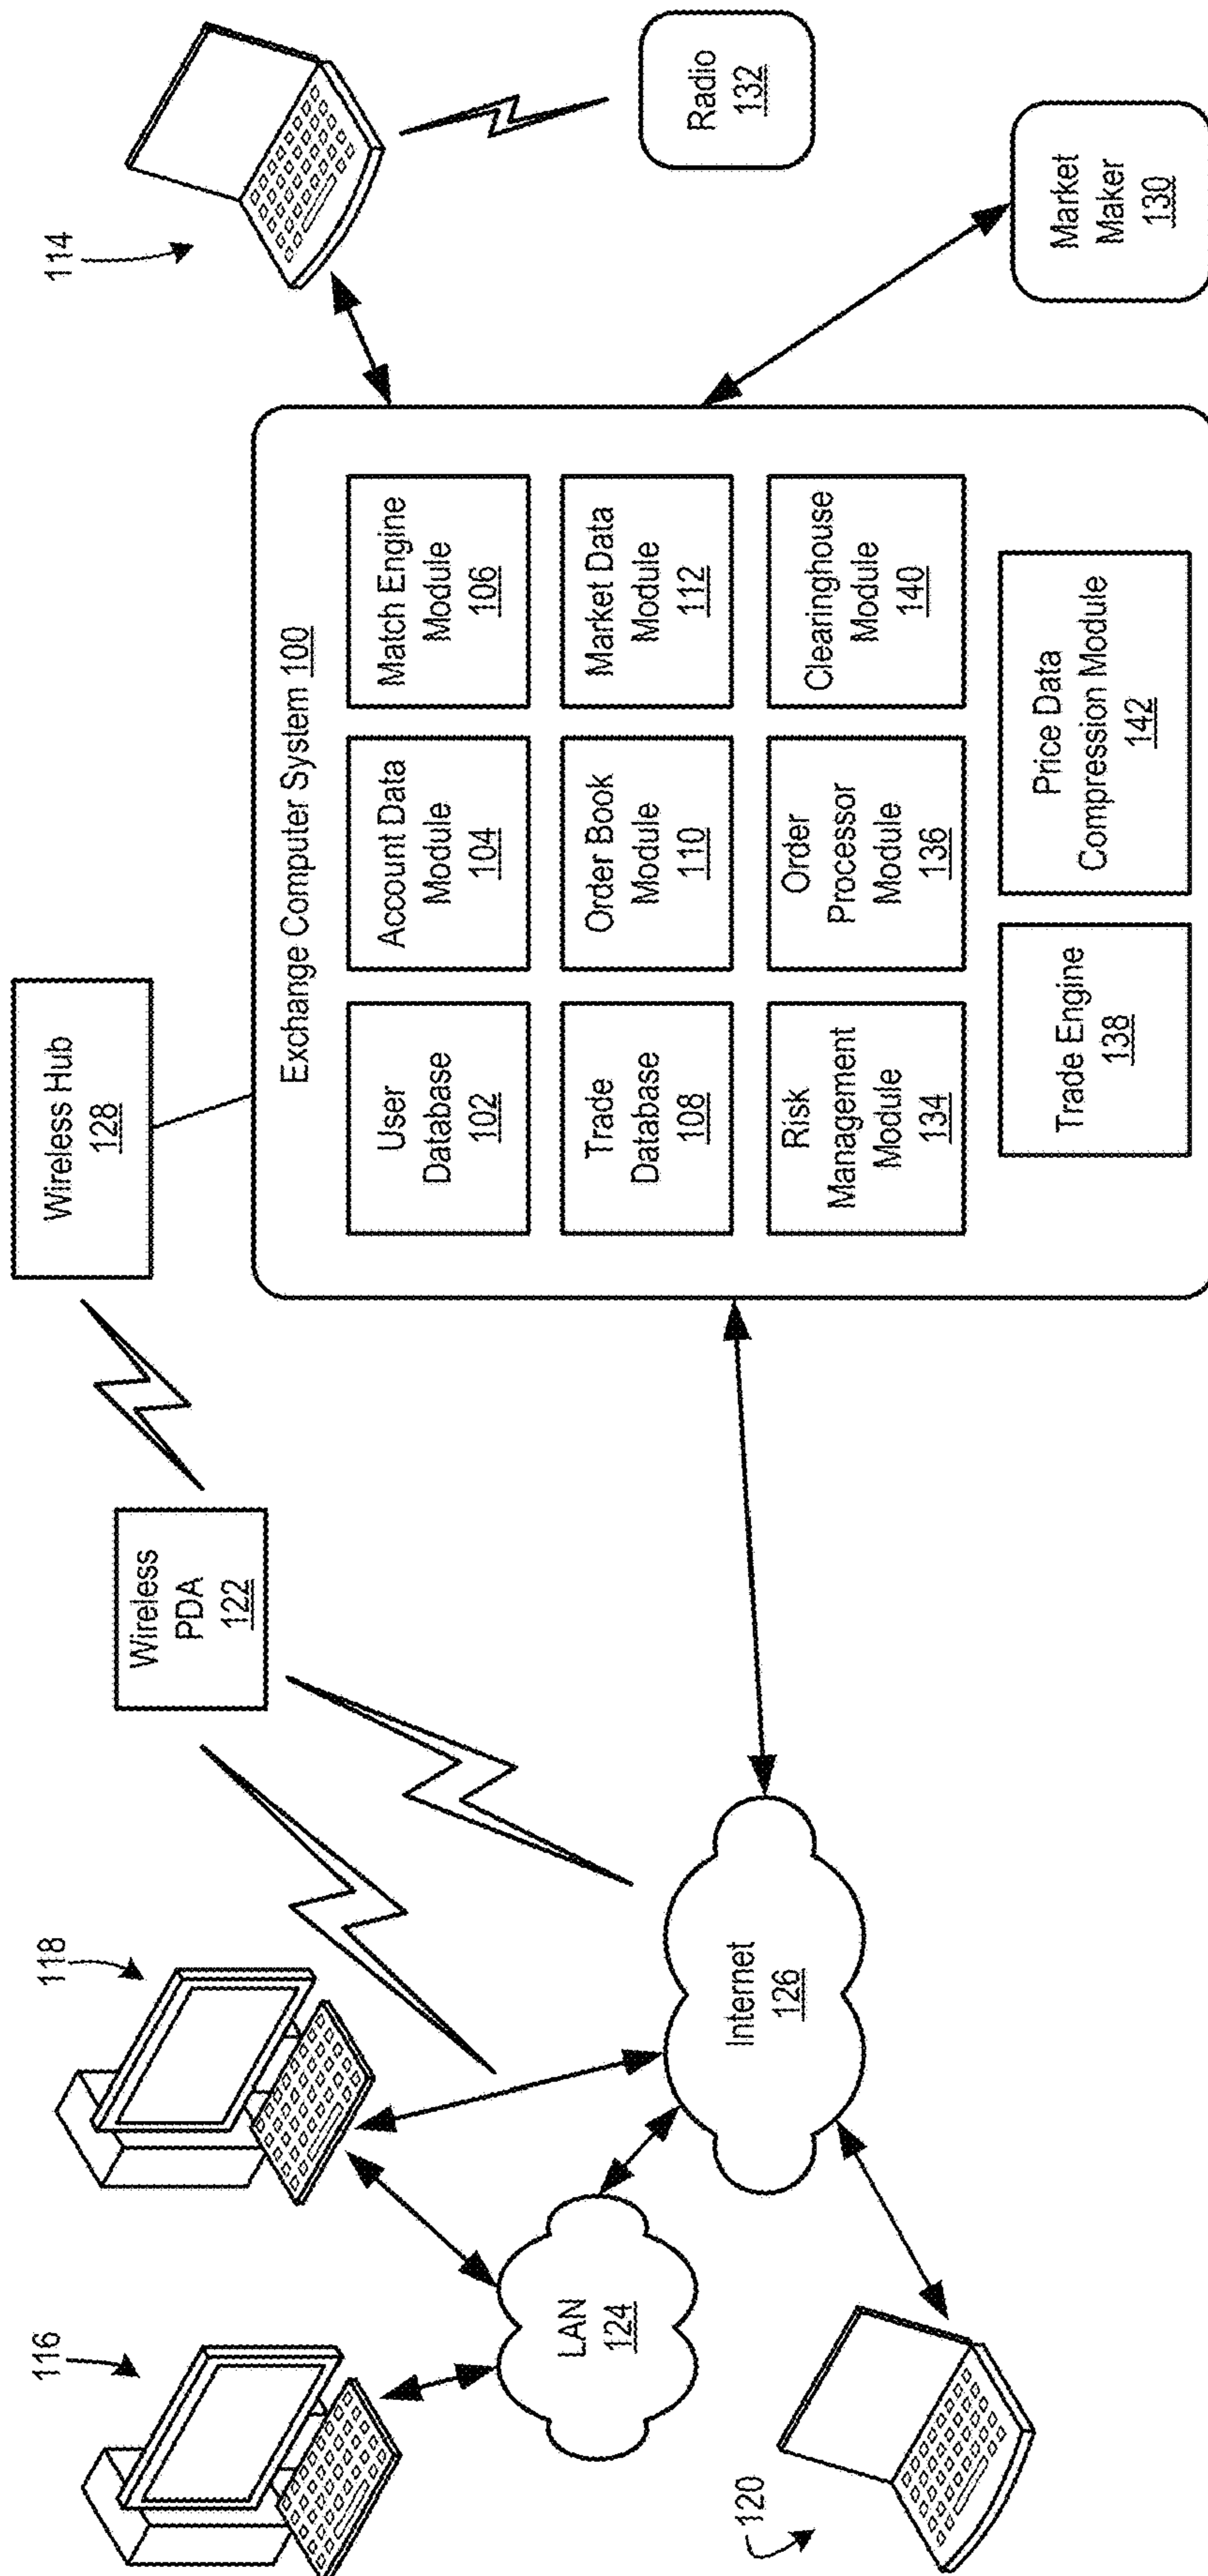 Wireless Hub
128
Wireless
PDA
122
116
118
114
Exchange Computer System 100
User
Database
102
Account Data
Module
104
Match Engine
Module
106
Trade
Database
108
Order Book
Module
110
Market Data
Module
112
Risk
Management
Module
134
Order
Processor
Module
136
Clearinghouse
Module
140
Trade Engine
138
Price Data
Compression Module
142
Radio
132
Market
Maker
130
LAN
124
Internet
126
120